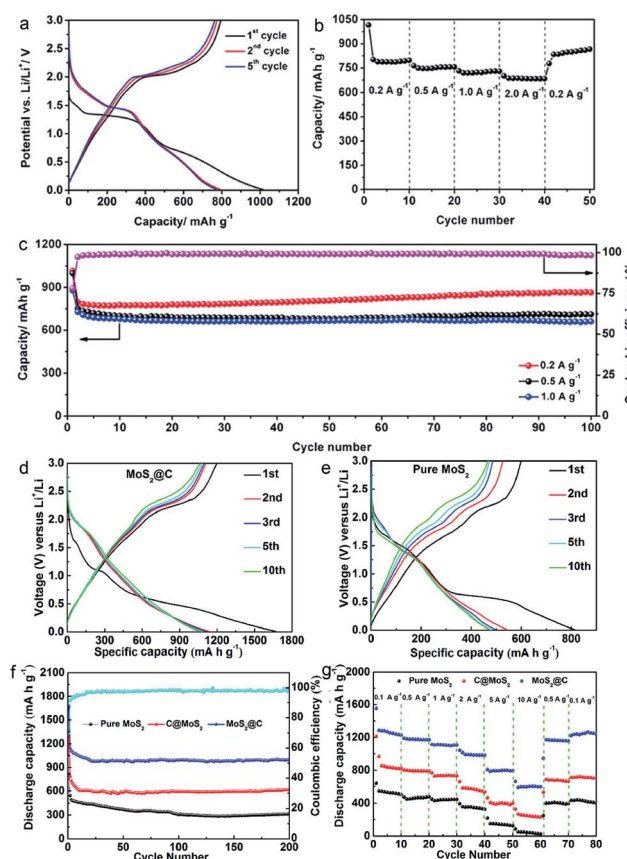 a
Potential vs. Li/Li⁺/ V
3.0
2.5
2.0
1.5
1.0
0.5
0.0
1ˢᵗ cycle
2ⁿᵈ cycle
5ᵗʰ cycle
0 200 400 600 800 1000 1200
Capacity/ mAh g⁻¹
b
Capacity/ mAh g⁻¹
1050
900
750
600
450
300
150
0
0.2 A g⁻¹ 0.5 A g⁻¹ 1.0 A g⁻¹ 2.0 A g⁻¹ 0.2 A g⁻¹
0 10 20 30 40 50
Cycle number
c
Capacity/ mAh g⁻¹
1200
900
600
300
0
100
75
50
25
0
0.2 A g⁻¹
0.5 A g⁻¹
1.0 A g⁻¹
0 10 20 30 40 50 60 70 80 90 100
Cycle number
d
Voltage (V) versus Li⁺/Li
3.0
2.5
2.0
1.5
1.0
0.5
0.0
MoS₂@C
1st
2nd
3rd
5th
10th
0 300 600 900 1200 1500 1800
Specific capacity (mA h g⁻¹)
e
Voltage (V) versus Li⁺/Li
3.0
2.5
2.0
1.5
1.0
0.5
0.0
Pure MoS₂
1st
2nd
3rd
5th
10th
0 200 400 600 800
Specific capacity (mA h g⁻¹)
f
Discharge capacity (mA h g⁻¹)
2100
1800
1500
1200
900
600
300
0
Pure MoS₂ C@MoS₂ MoS₂@C
100
80
60
40
20
0
Coulombic efficiency (%)
0 40 80 120 160 200
Cycle Number
g
Discharge capacity (mA h g⁻¹)
2100
1800
1500
1200
900
600
300
0
Pure MoS₂ C@MoS₂ MoS₂@C
0.1 A g⁻¹ 0.5 A g⁻¹ 1 A g⁻¹ 2 A g⁻¹ 5 A g⁻¹ 10 A g⁻¹ 0.5 A g⁻¹ 0.1 A g⁻¹
0 10 20 30 40 50 60 70 80
Cycle Number